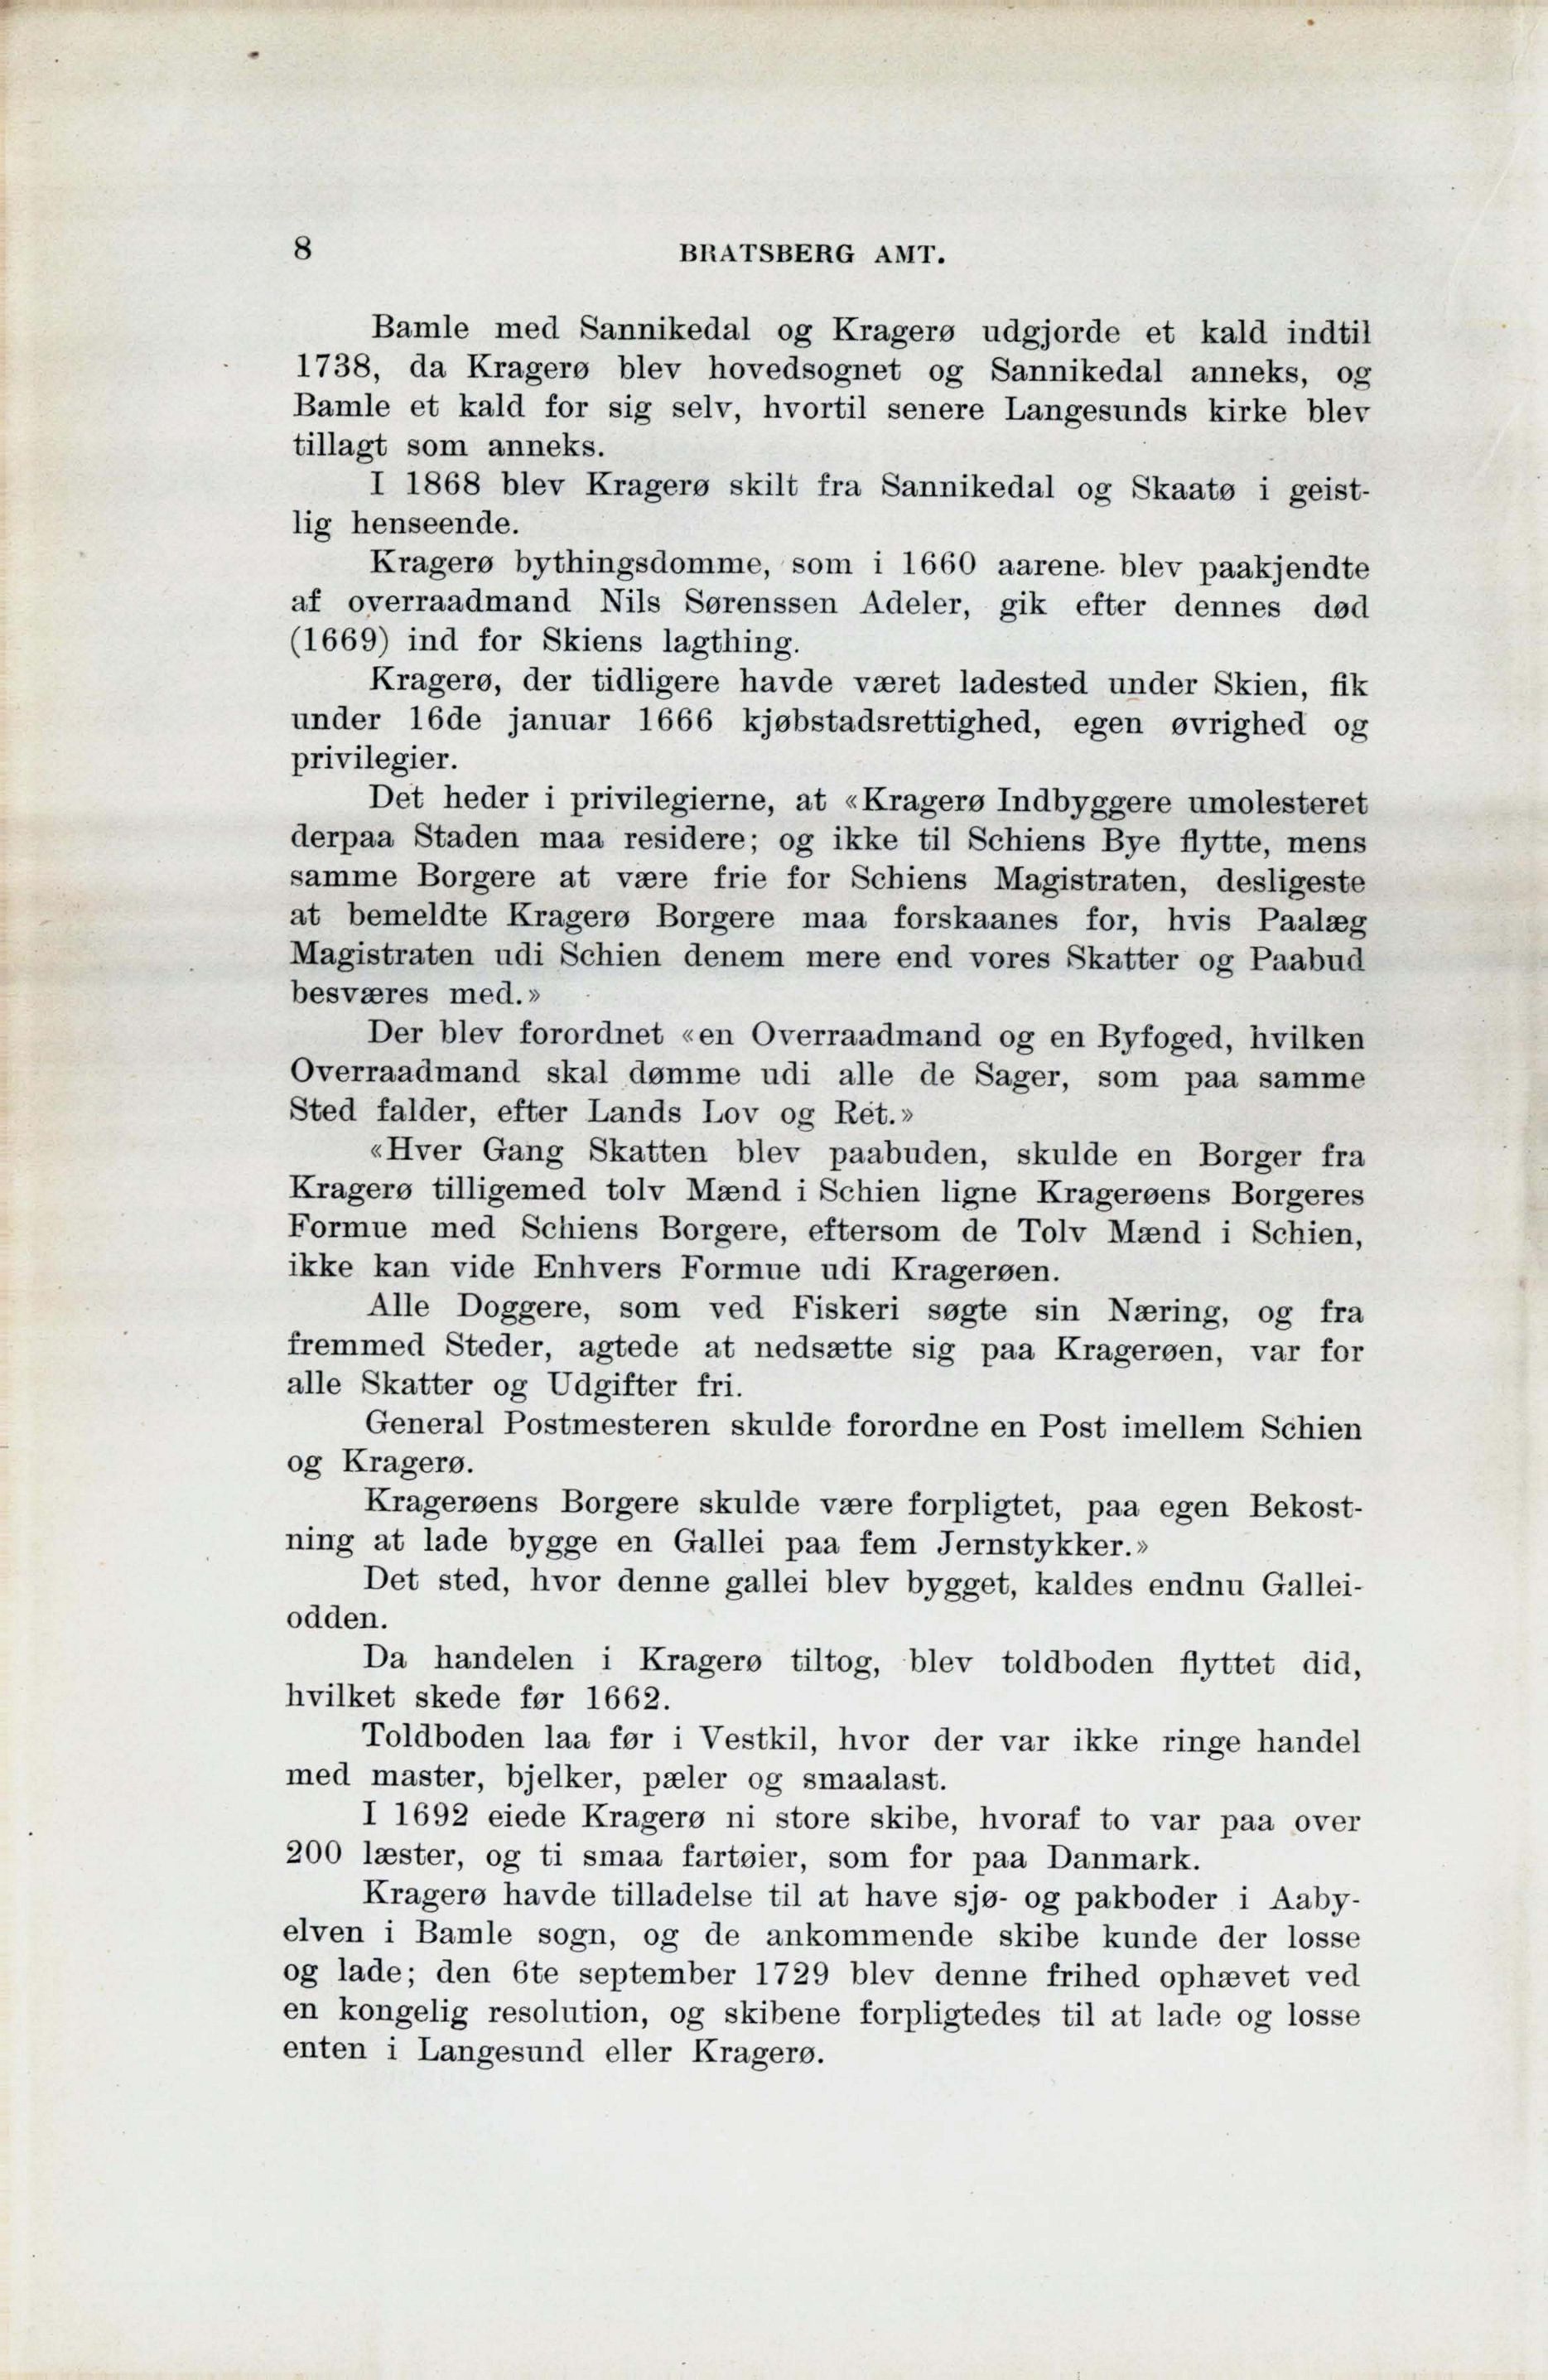 8
BRATSBERG AMT.
Bamle med Sannikedal og Kragerø udgjorde et kald indtil
1738, da Kragerø blev hovedsognet og Sannikedal anneks, og
Bamle et kald for sig selv, hvortil senere Langesunds kirke blev
tillagt som anneks.
I 1868 blev Kragerø skilt fra Sannikedal og Skaatø i geist-
lig henseende.
Kragerø bythingsdomme, som i 1660 aarene. blev paakjendte
af overraadmand Nils Sørenssen Adeler, gik efter dennes død
(1669) ind for Skiens lagthing.
Kragerø, der tidligere havde været ladested under Skien, fik
under 16de januar 1666 kjøbstadsrettighed, egen øvrighed og
privilegier.
Det heder i privilegierne, at «Kragerø Indbyggere umolesteret
derpaa Staden maa residere; og ikke til Schiens Bye flytte, mens
samme Borgere at være frie for Schiens Magistraten, desligeste
at bemeldte Kragerø Borgere maa forskaanes for, hvis Paalæg
Magistraten udi Schien denem mere end vores Skatter og Paabud
besværes med.»
Der blev forordnet «en Overraadmand og en Byfoged, hvilken
Overraadmand skal dømme udi alle de Sager, som paa samme
Sted falder, efter Lands Lov og Ret.»
«Hver Gang Skatten blev paabuden, skulde en Borger fra
Kragerø tilligemed tolv Mænd i Schien ligne Kragerøens Borgeres
Formue med Schiens Borgere, eftersom de Tolv Mænd i Schien,
ikke kan vide Enhvers Formue udi Kragerøen.
Alle Doggere, som ved Fiskeri søgte sin Næring, og fra
fremmed Steder, agtede at nedsætte sig paa Kragerøen, var for
alle Skatter og Udgifter fri.
General Postmesteren skulde forordne en Post imellem Schien
og Kragerø.
Kragerøens Borgere skulde være forpligtet, paa egen Bekost-
ning at lade bygge en Gallei paa fem Jernstykker.»
Det sted, hvor denne gallei blev bygget, kaldes endnu Gallei-
odden.
Da handelen i Kragerø tiltog, blev toldboden flyttet did,
hvilket skede før 1662.
Toldboden laa før i Vestkil, hvor der var ikke ringe handel
med master, bjelker, pæler og smaalast.
I 1692 eiede Kragerø ni store skibe, hvoraf to var paa over
200 læster, og ti smaa fartøier, som for paa Danmark.
Kragerø havde tilladelse til at have sjø- og pakboder i Aaby-
elven i Bamle sogn, og de ankommende skibe kunde der losse
og lade; den 6te september 1729 blev denne frihed ophævet ved
en kongelig resolution, og skibene forpligtedes til at lade og losse
enten i Langesund eller Kragerø.